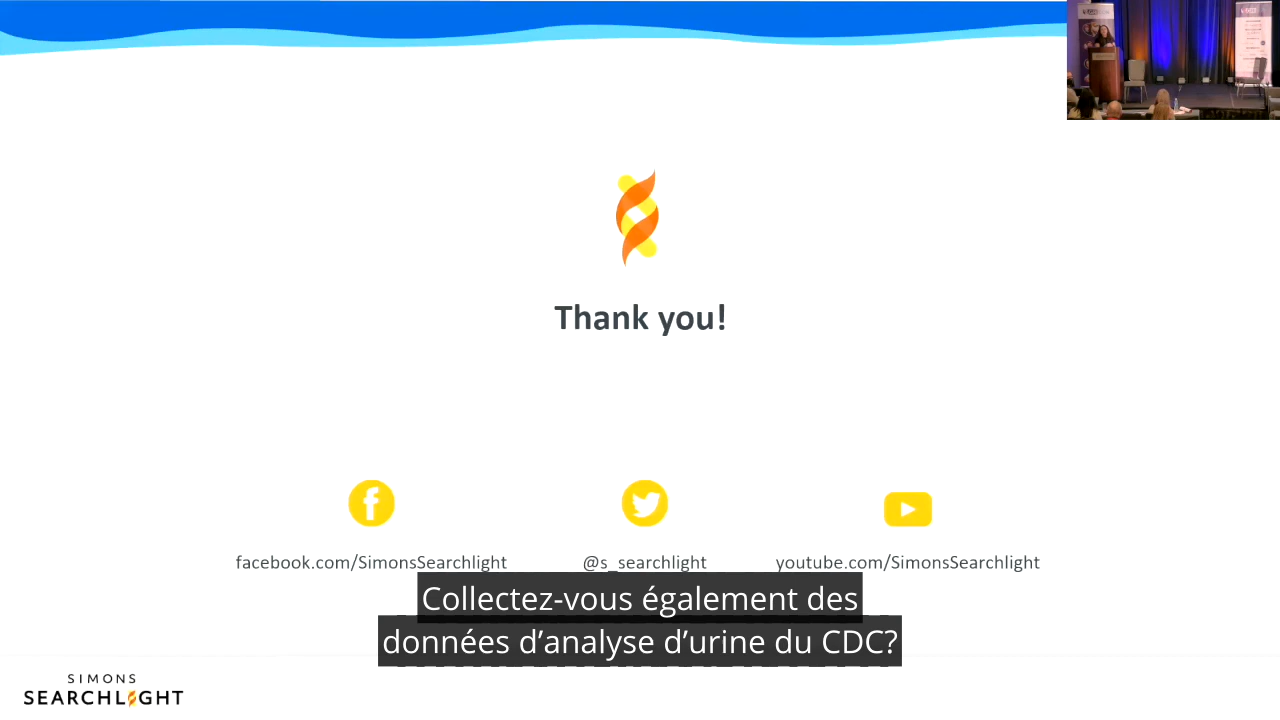 Thank you!
facebook.com/SimonsSearchlight
@s_searchlight
youtube.com/SimonsSearchlight
Collectez-vous également des
données d’analyse d’urine du CDC?
SIMONS
SEARCHLIGHT